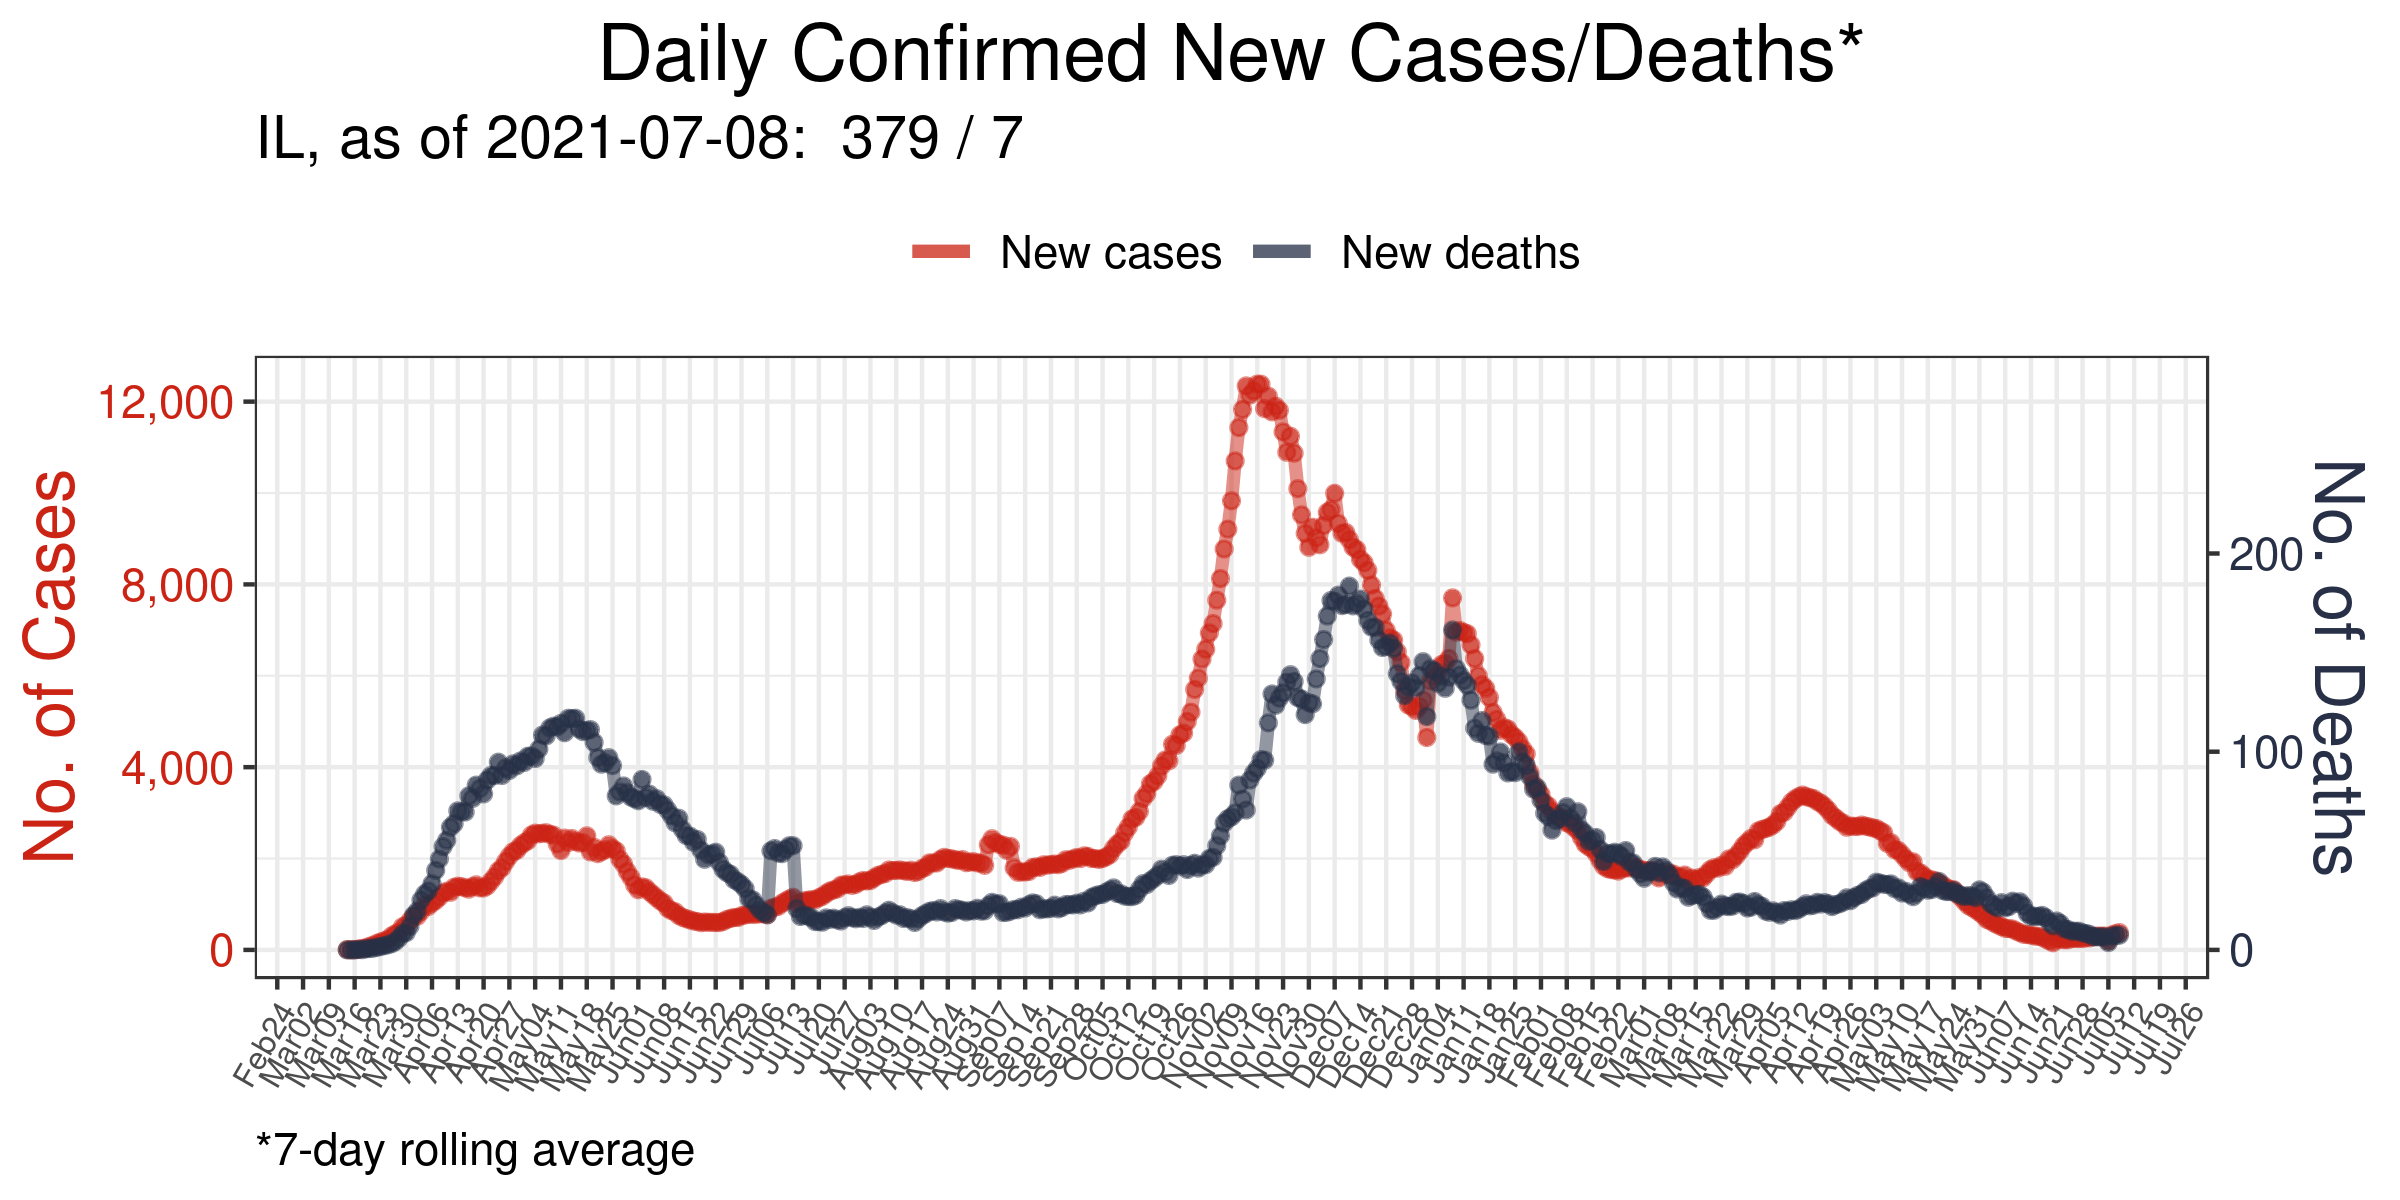 Daily Confirmed New Cases/Deaths*
IL, as of 2021-07-08:  379 / 7
New cases
New deaths
No. of Cases
12,000
8,000
4,000
0
No. of Deaths
200
100
0
Feb24
Mar02
Mar09
Mar16
Mar23
Mar30
Apr06
Apr13
Apr20
Apr27
May04
May11
May18
May25
Jun01
Jun08
Jun15
Jun22
Jun29
Jul06
Jul13
Jul20
Jul27
Aug03
Aug10
Aug17
Aug24
Aug31
Sep07
Sep14
Sep21
Sep28
Oct05
Oct12
Oct19
Oct26
Nov02
Nov09
Nov16
Nov23
Nov30
Dec07
Dec14
Dec21
Dec28
Jan04
Jan11
Jan18
Jan25
Feb01
Feb08
Feb15
Feb22
Mar01
Mar08
Mar15
Mar22
Mar29
Apr05
Apr12
Apr19
Apr26
May03
May10
May17
May24
May31
Jun07
Jun14
Jun21
Jun28
Jul05
Jul12
Jul19
Jul26
*7-day rolling average